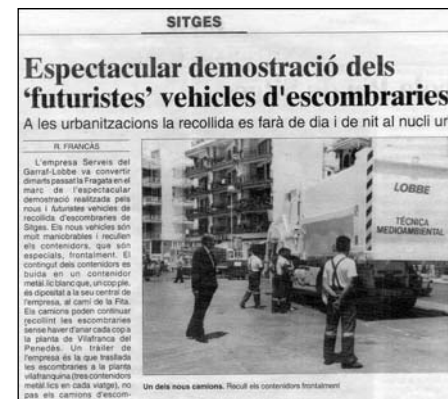 SITGES
Espectacular demostració dels
‘futuristes’ vehicles d'escombraries
A les urbanitzacions la recollida es farà de dia i de nit al nucli ur
R. FRANCÀS
L'empresa Serveis del
Garraf-Lobbe va convertir
dimarts passat la Fragata en el
marc de l'espectacular
demostració realitzada pels
nous i futuristes vehicles de
recollida d'escombraries de
Sitges. Els nous vehicles són
molt maniobrables i recullen
els contenidors, que són
especials, frontalment. El
contingut dels contenidors es
buida en un contenidor
metàl.lic blanc que, un cop ple,
és dipositat a la seu central de
l'empresa, al camí de la Fita.
Els camions poden continuar
recollint les escombraries
sense haver d'anar cada cop a
la planta de Vilafranca del
Penedès. Un tràiler de
l'empresa és la que trasllada
les escombraries a la planta
vilafranquina (tres contenidors
metàl.lics en cada viatge), no
pas els camions d'escom-
LOBBE
TÉCNICA
MEDIOAMBIENTAL
Un dels nous camions. Recull els contenidors frontalment